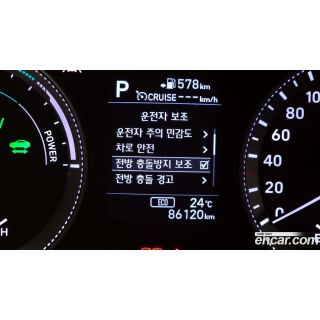 P
578km
CRUISE ---km/h
운전자 보조
운전자 주의 민감도 >
차로 안전 >
전방 충돌방지 보조
전방 충돌 경고 >
ECO 24℃
86120km
POWER
100
80
60
40
20
0
H
encar.com